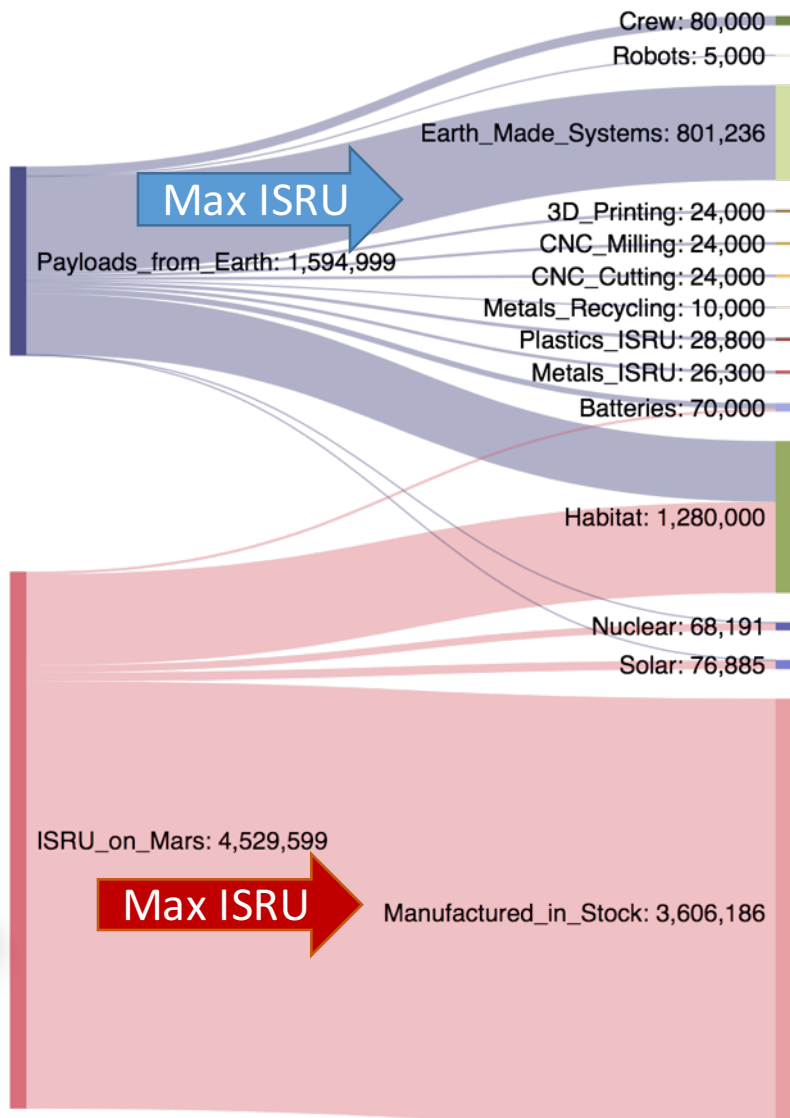 Crew: 80,000
Robots: 5,000
Earth_Made_Systems: 801,236
Max ISRU
3D_Printing: 24,000
CNC_Milling: 24,000
Payloads_from_Earth: 1,594,999
CNC_Cutting: 24,000
Metals_Recycling: 10,000
Plastics_ISRU: 28,800
Metals_ISRU: 26,300
Batteries: 70,000
Habitat: 1,280,000
Nuclear: 68,191
Solar: 76,885
ISRU_on_Mars: 4,529,599
Max ISRU
Manufactured_in_Stock: 3,606,186